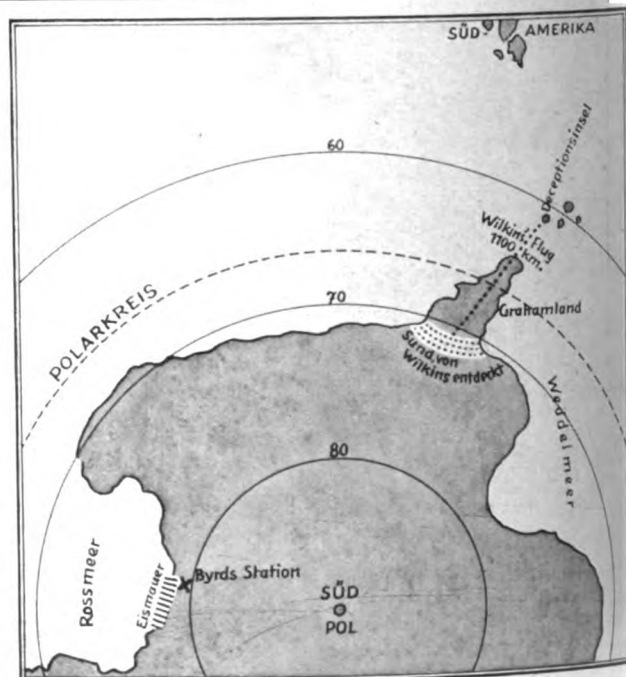 SÜD
AMERIKA
60
Deceptionsinsel
Wilkins' Flug
1100 km.
POLARKREIS
70
Grahamland
Sund, von
Wilkins entdeckt
Weddelmeer
80
Rossmeer
Eismauer
Byrds Station
SÜD
POL